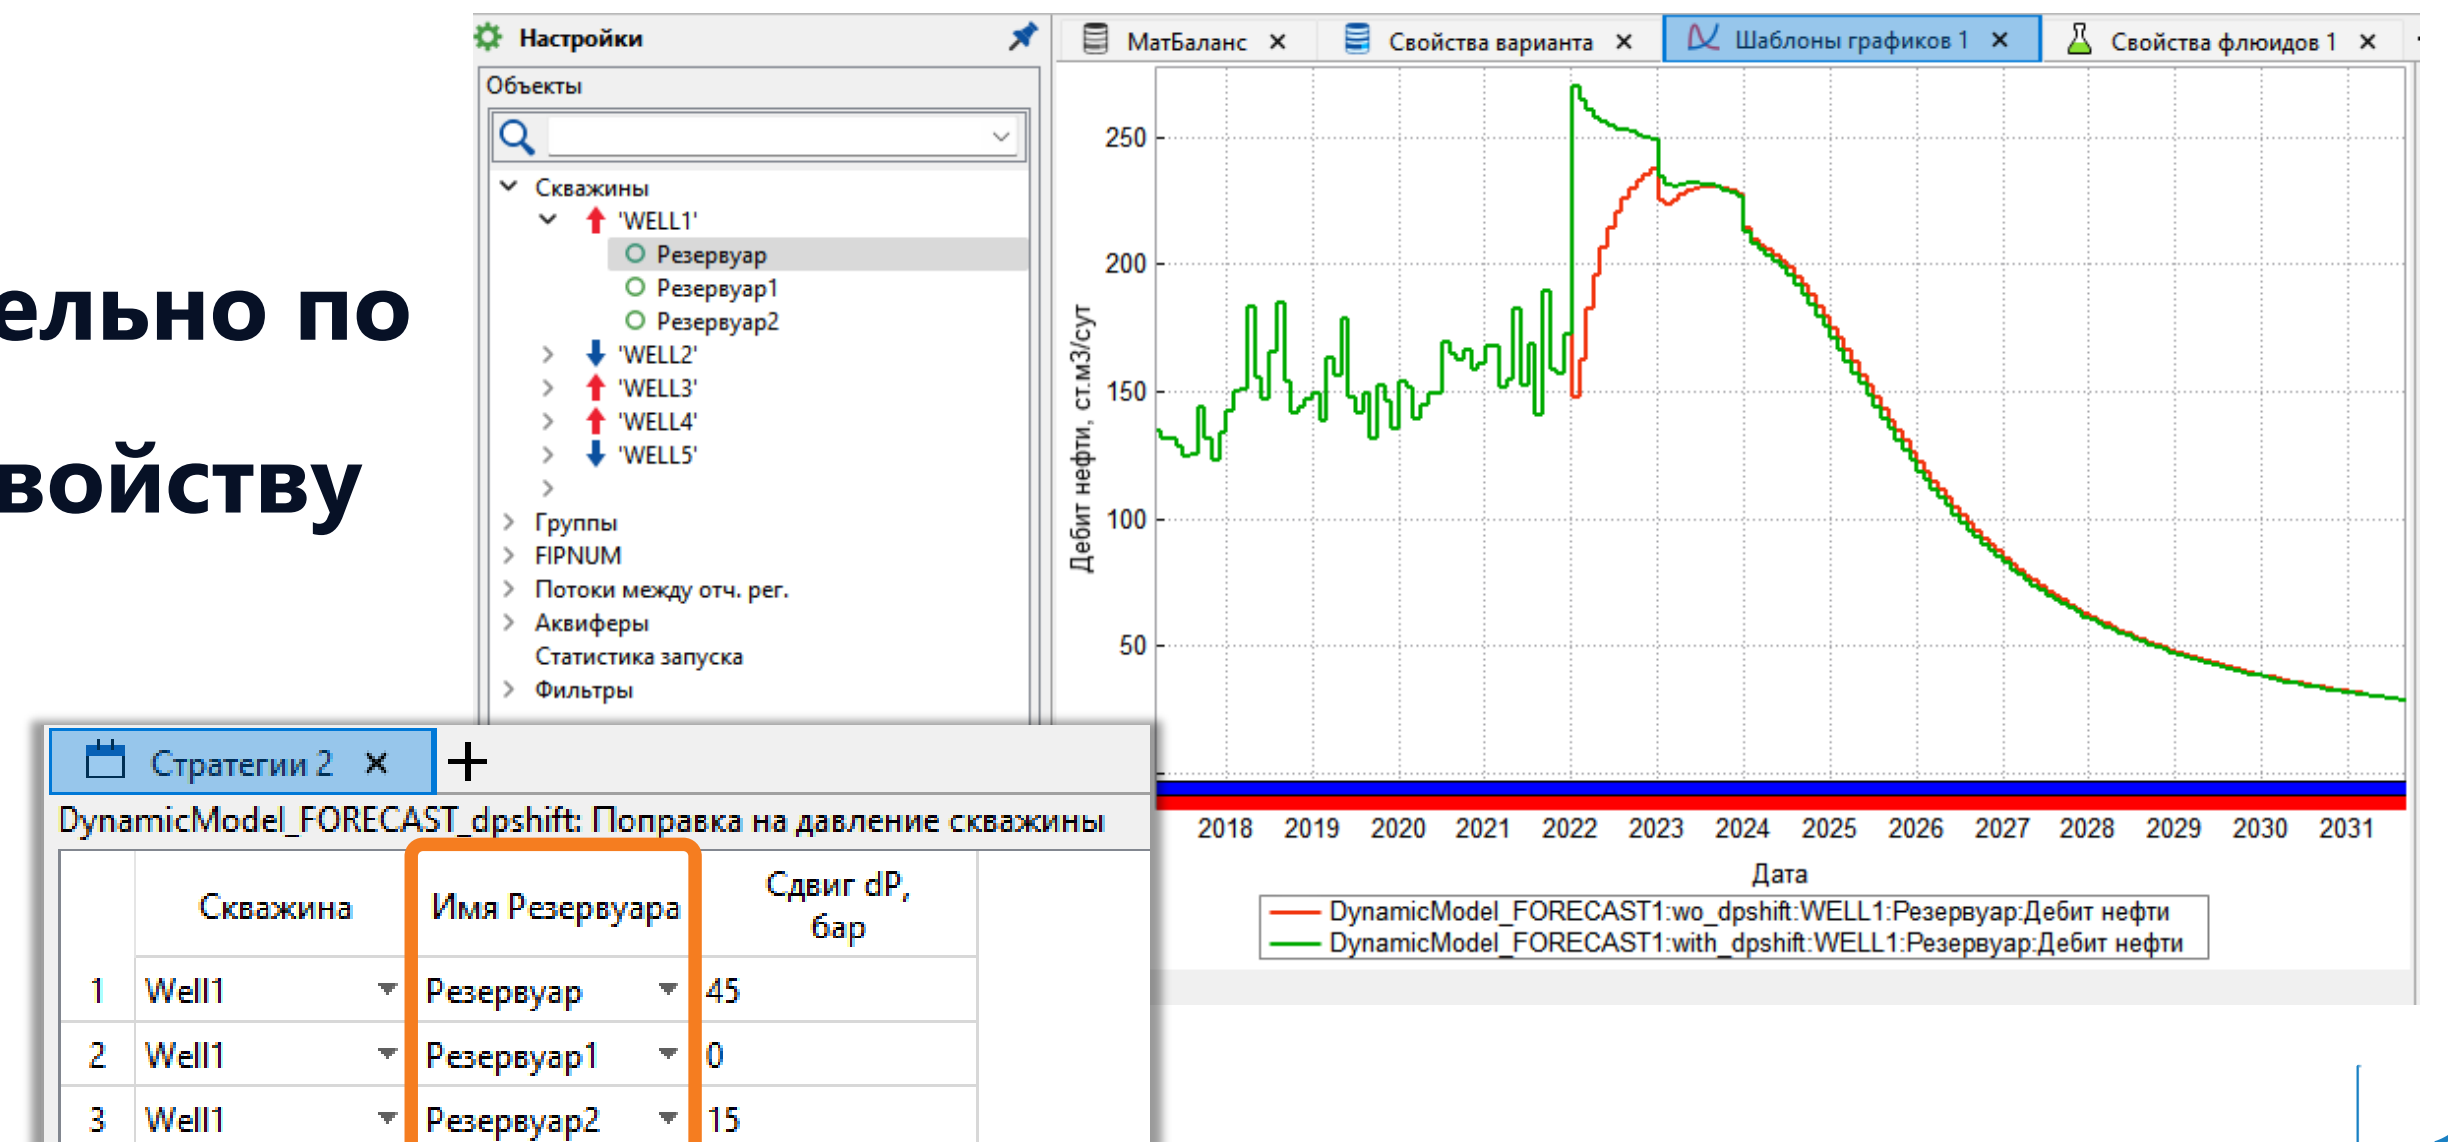 ельно по
войству
Настройки
Объекты
Скважины
'WELL1'
Резервуар
Резервуар1
Резервуар2
'WELL2'
'WELL3'
'WELL4'
'WELL5'
Группы
FIPNUM
Потоки между отч. рег.
Аквиферы
Статистика запуска
Фильтры
МатБаланс
Свойства варианта
Шаблоны графиков 1
Свойства флюидов 1
Дебит нефти, ст.м3/сут
250
200
150
100
50
2018 2019 2020 2021 2022 2023 2024 2025 2026 2027 2028 2029 2030 2031
Дата
DynamicModel_FORECAST1:wo_dpshift:WELL1:Резервуар:Дебит нефти
DynamicModel_FORECAST1:with_dpshift:WELL1:Резервуар:Дебит нефти
Стратегии 2
DynamicModel_FORECAST_dpshift: Поправка на давление скважины
Скважина Имя Резервуара Сдвиг dP, бар
1 Well1 Резервуар 45
2 Well1 Резервуар1 0
3 Well1 Резервуар2 15